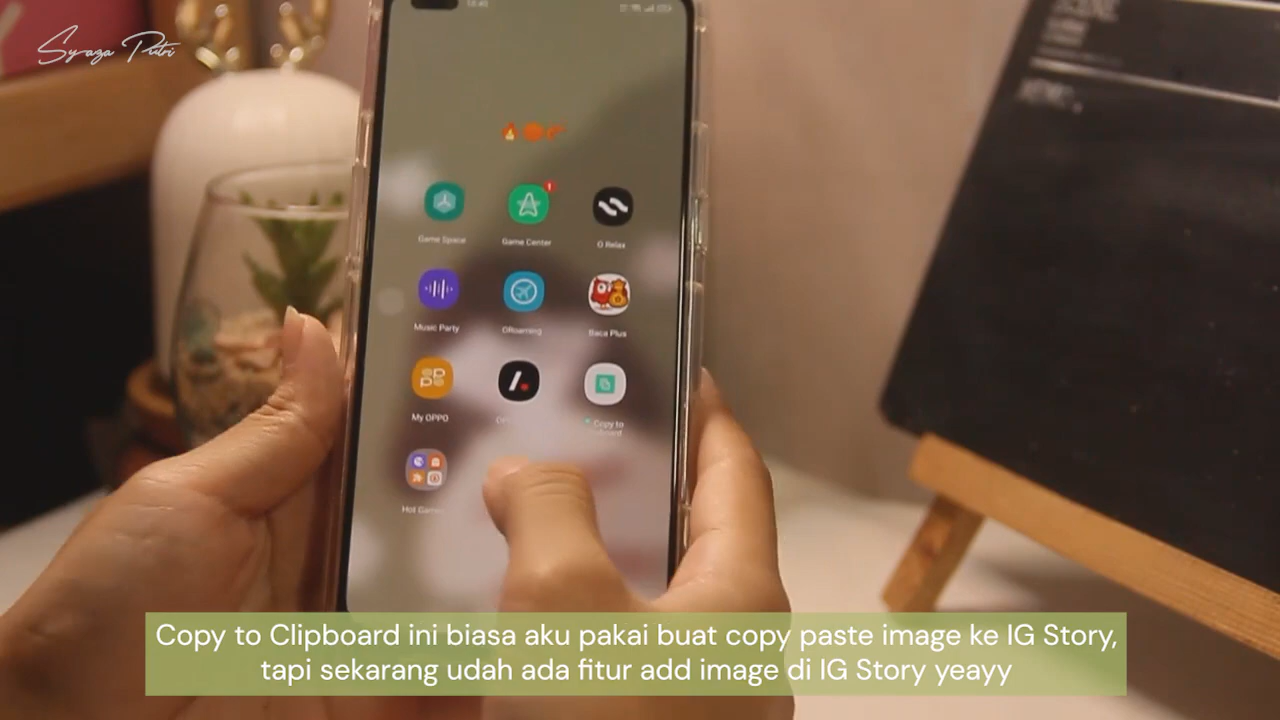 Syaza Putri
Game Space
Game Center
O Relax
Music Party
ORoaming
Baca Plus
My OPPO
Copy to
Hot Games
Copy to Clipboard ini biasa aku pakai buat copy paste image ke IG Story,
tapi sekarang udah ada fitur add image di IG Story yeayy